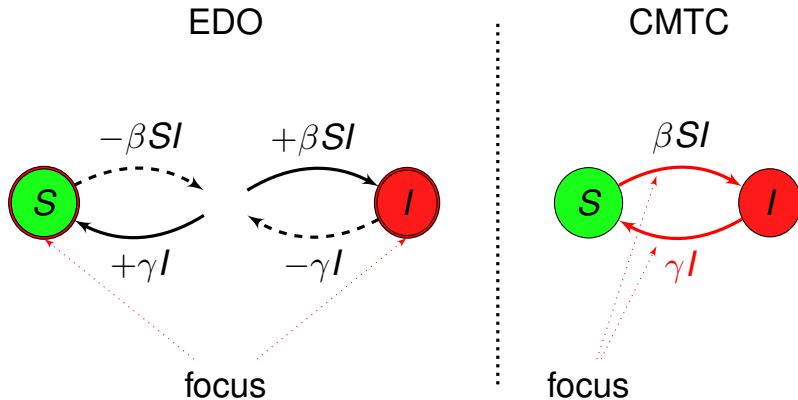 EDO
CMTC
−βSI
+βSI
βSI
S
I
S
I
+γI
−γI
γI
focus
focus